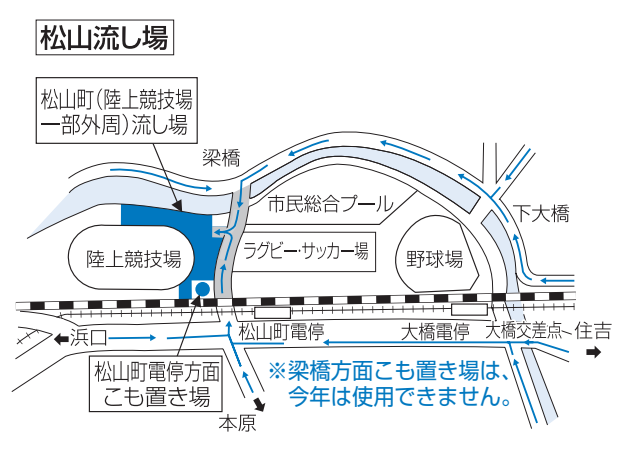 松山流し場
松山町(陸上競技場
一部外周)流し場
梁橋
市民総合プール
下大橋
陸上競技場
ラグビー・サッカー場
野球場
松山町電停
大橋電停
大橋交差点
住吉
浜口
松山町電停方面
こも置き場
※梁橋方面こも置き場は、
今年は使用できません。
本原